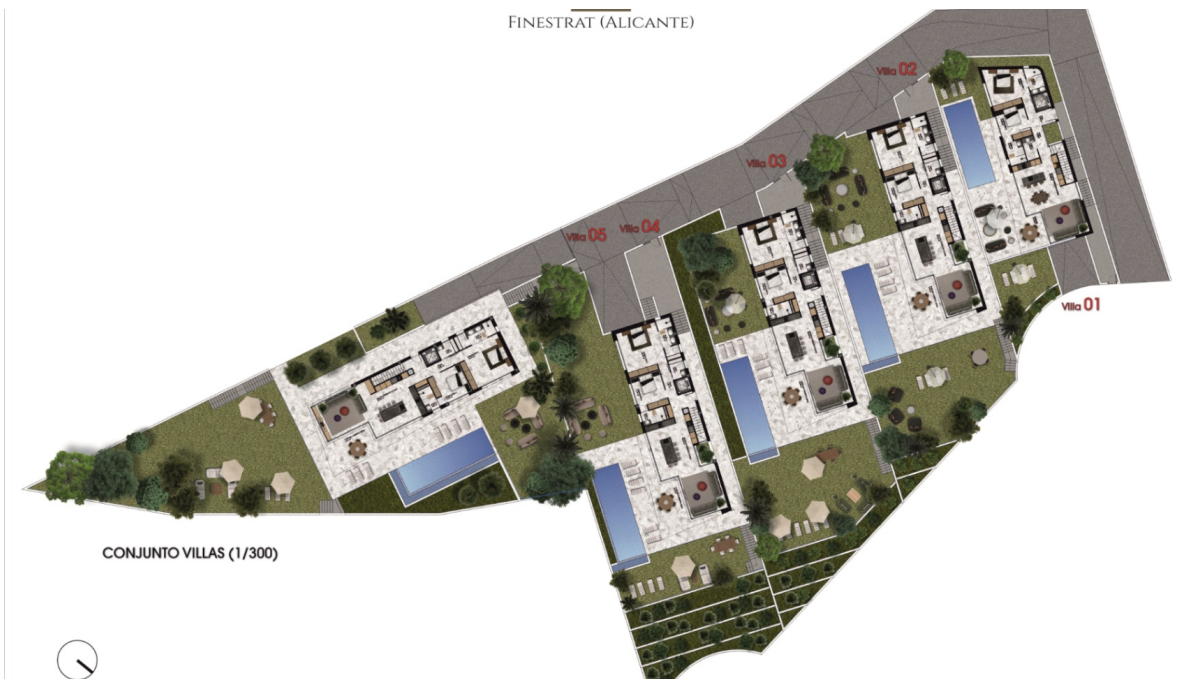 FINESTRAT (ALICANTE)
Villa 02
Villa 03
Villa 05
Villa 04
Villa 01
CONJUNTO VILLAS (1/300)